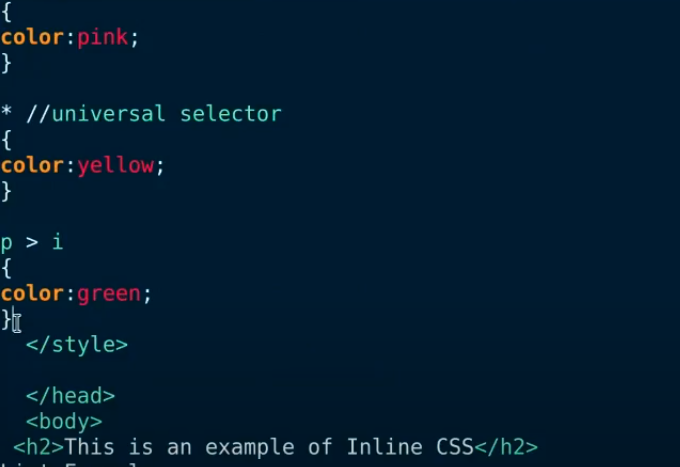 {
color:pink;
}
* //universal selector
{
color:yellow;
}
p > i
{
color:green;
}
</style>
</head>
<body>
<h2>This is an example of Inline CSS</h2>